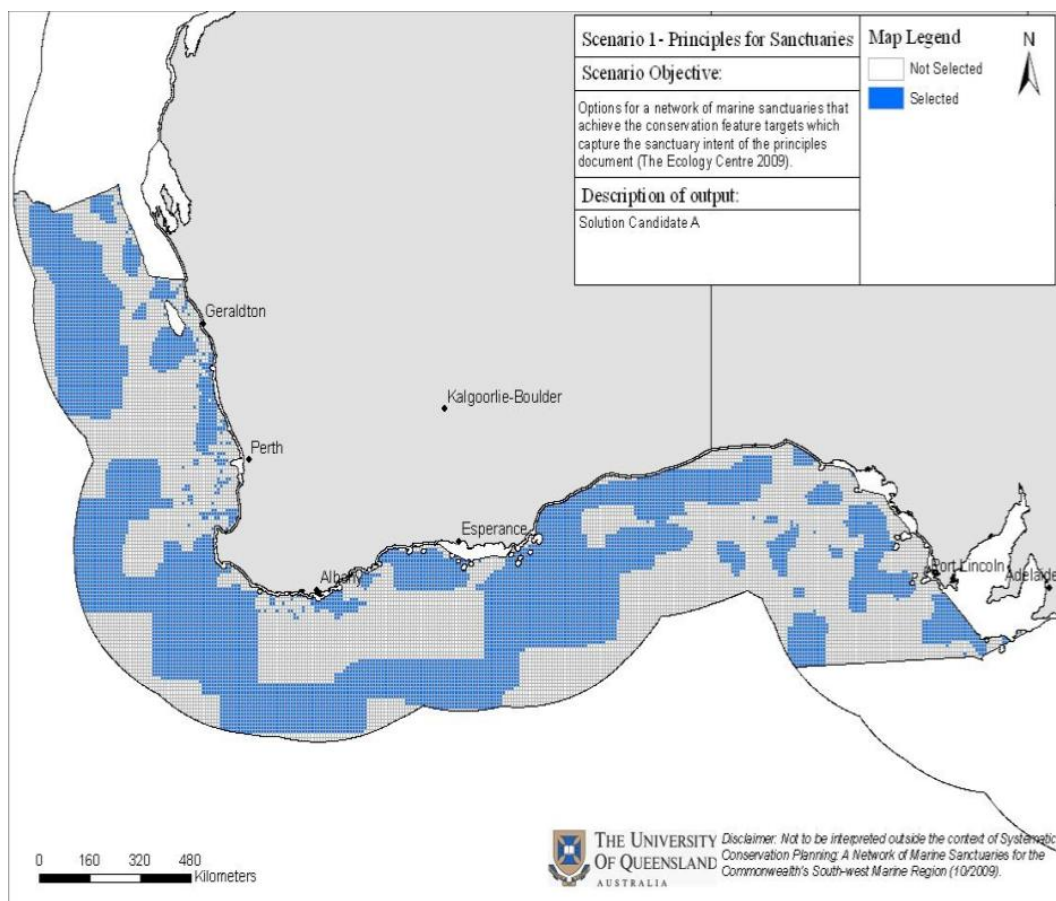 Scenario 1- Principles for Sanctuaries
Scenario Objective:
Options for a network of marine sanctuaries that
achieve the conservation feature targets which
capture the sanctuary intent of the principles
document (The Ecology Centre 2009).
Description of output:
Solution Candidate A
Map Legend
Not Selected
Selected
N
Geraldton
Kalgoorlie-Boulder
Perth
Esperance
Albany
Port Lincoln
Adelaide
0 160 320 480
Kilometers
THE UNIVERSITY
OF QUEENSLAND
AUSTRALIA
Disclaimer: Not to be interpreted outside the context of Systematic
Conservation Planning: A Network of Marine Sanctuaries for the
Commonwealth's South-west Marine Region (10/2009).